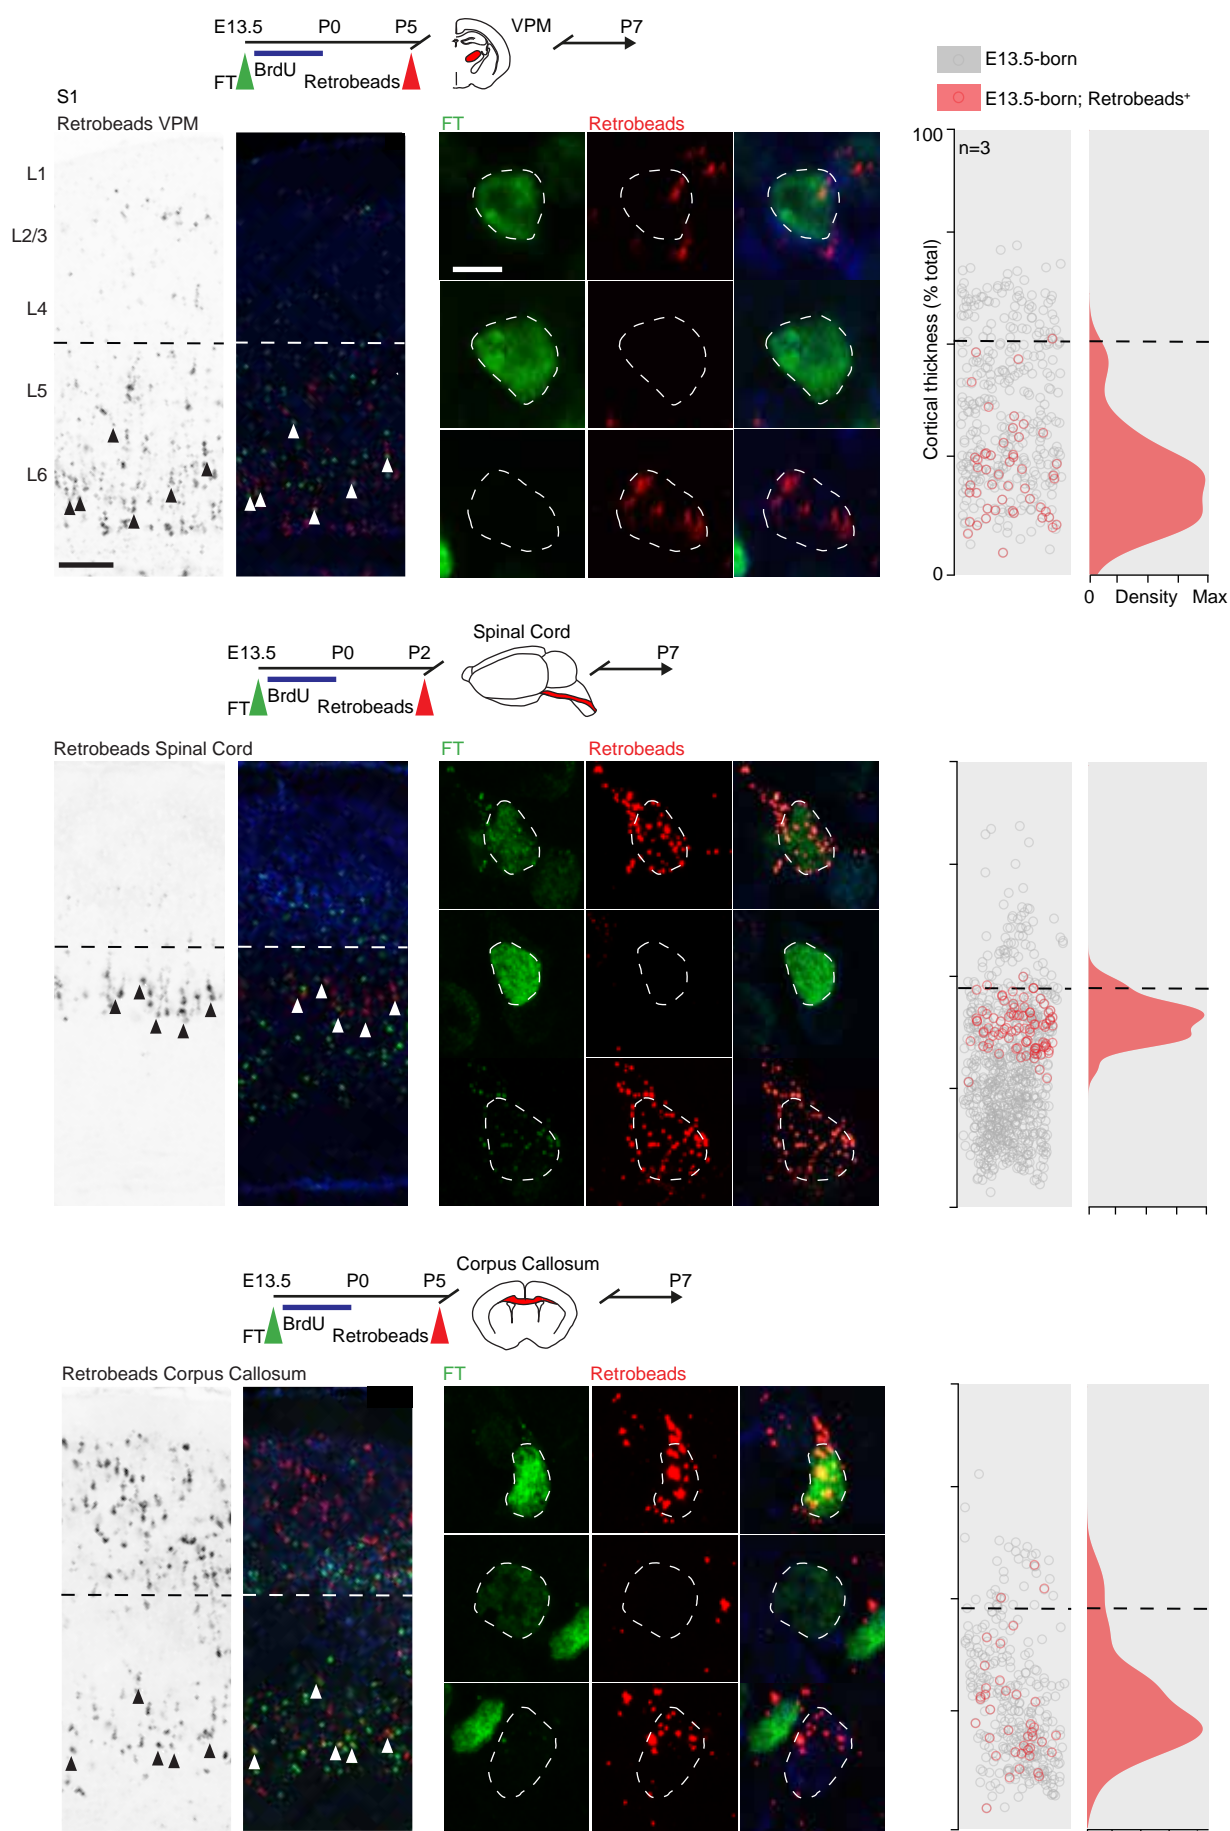 E13.5 P0 P5 VPM P7
BrdU
FT Retrobeads
E13.5-born
E13.5-born; Retrobeads⁺
S1
Retrobeads VPM
FT Retrobeads
L1
L2/3
L4
L5
L6
100
n=3
Cortical thickness (% total)
0
0 Density Max
Spinal Cord
E13.5 P0 P2 P7
BrdU
FT Retrobeads
Retrobeads Spinal Cord
FT Retrobeads
Corpus Callosum
E13.5 P0 P5 P7
BrdU
FT Retrobeads
Retrobeads Corpus Callosum
FT Retrobeads